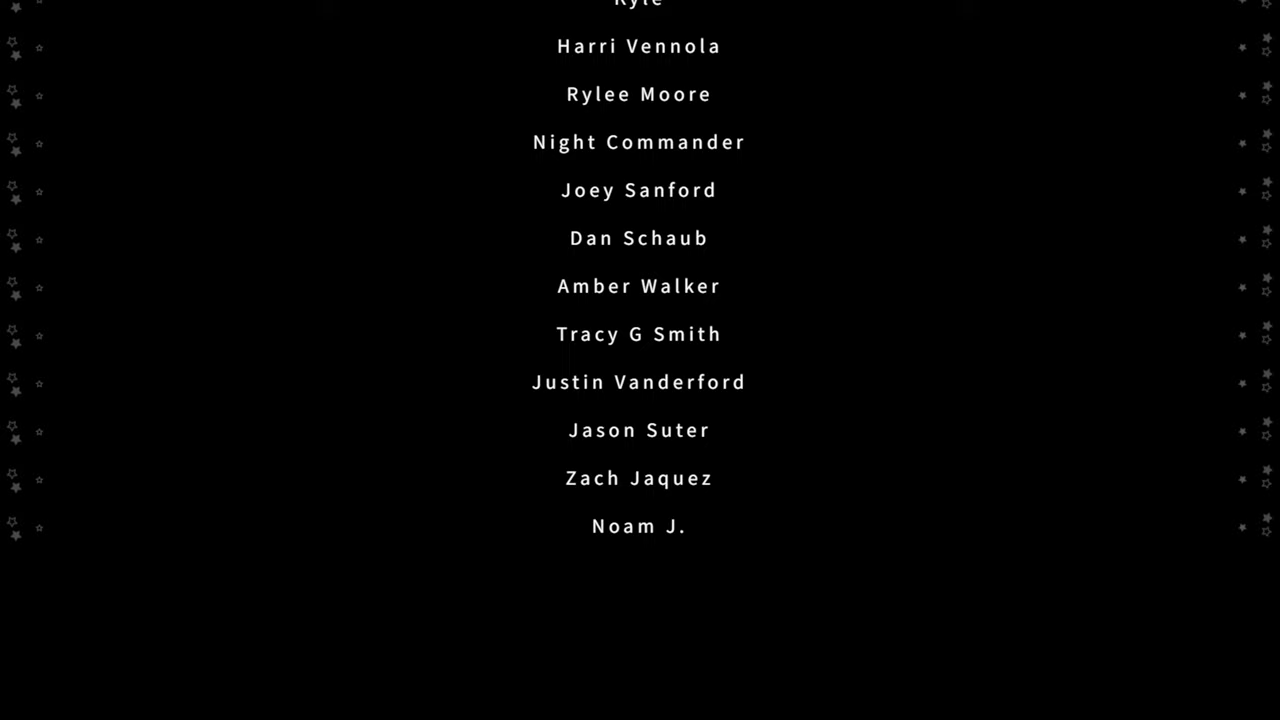 Kyle
Harri Vennola
Rylee Moore
Night Commander
Joey Sanford
Dan Schaub
Amber Walker
Tracy G Smith
Justin Vanderford
Jason Suter
Zach Jaquez
Noam J.